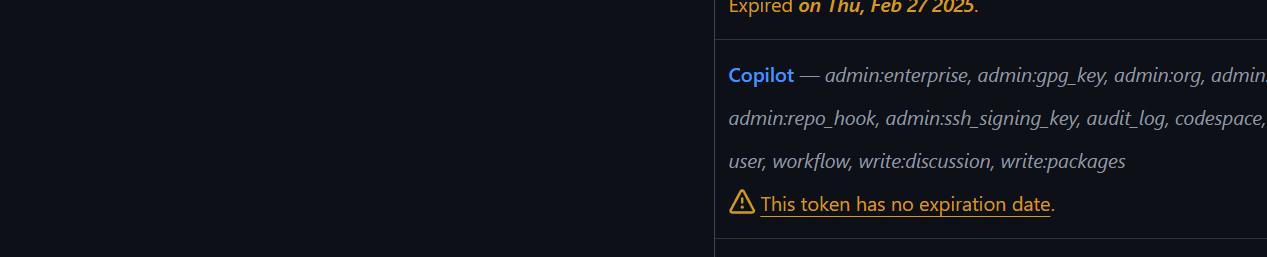 Expired on Thu, Feb 27 2025.
Copilot — admin:enterprise, admin:gpg_key, admin:org, admin:
admin:repo_hook, admin:ssh_signing_key, audit_log, codespace,
user, workflow, write:discussion, write:packages
This token has no expiration date.